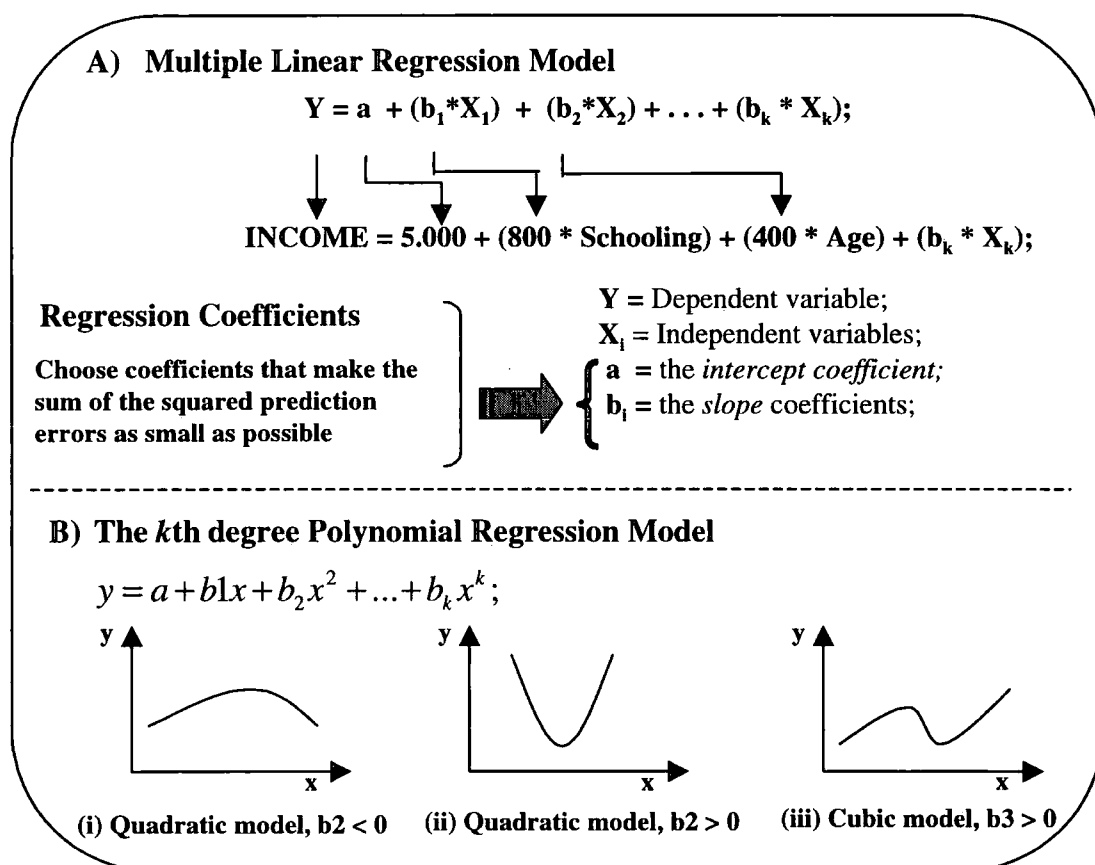 A) Multiple Linear Regression Model
Y = a + (b₁*X₁) + (b₂*X₂) + . . . + (bₖ * Xₖ);
INCOME = 5.000 + (800 * Schooling) + (400 * Age) + (bₖ * Xₖ);
Regression Coefficients
Choose coefficients that make the
sum of the squared prediction
errors as small as possible
Y = Dependent variable;
Xᵢ = Independent variables;
a = the intercept coefficient;
bᵢ = the slope coefficients;
B) The kth degree Polynomial Regression Model
y = a + b1x + b₂x² + ... + bₖxᵏ;
y
x
(i) Quadratic model, b2 < 0
y
x
(ii) Quadratic model, b2 > 0
y
x
(iii) Cubic model, b3 > 0